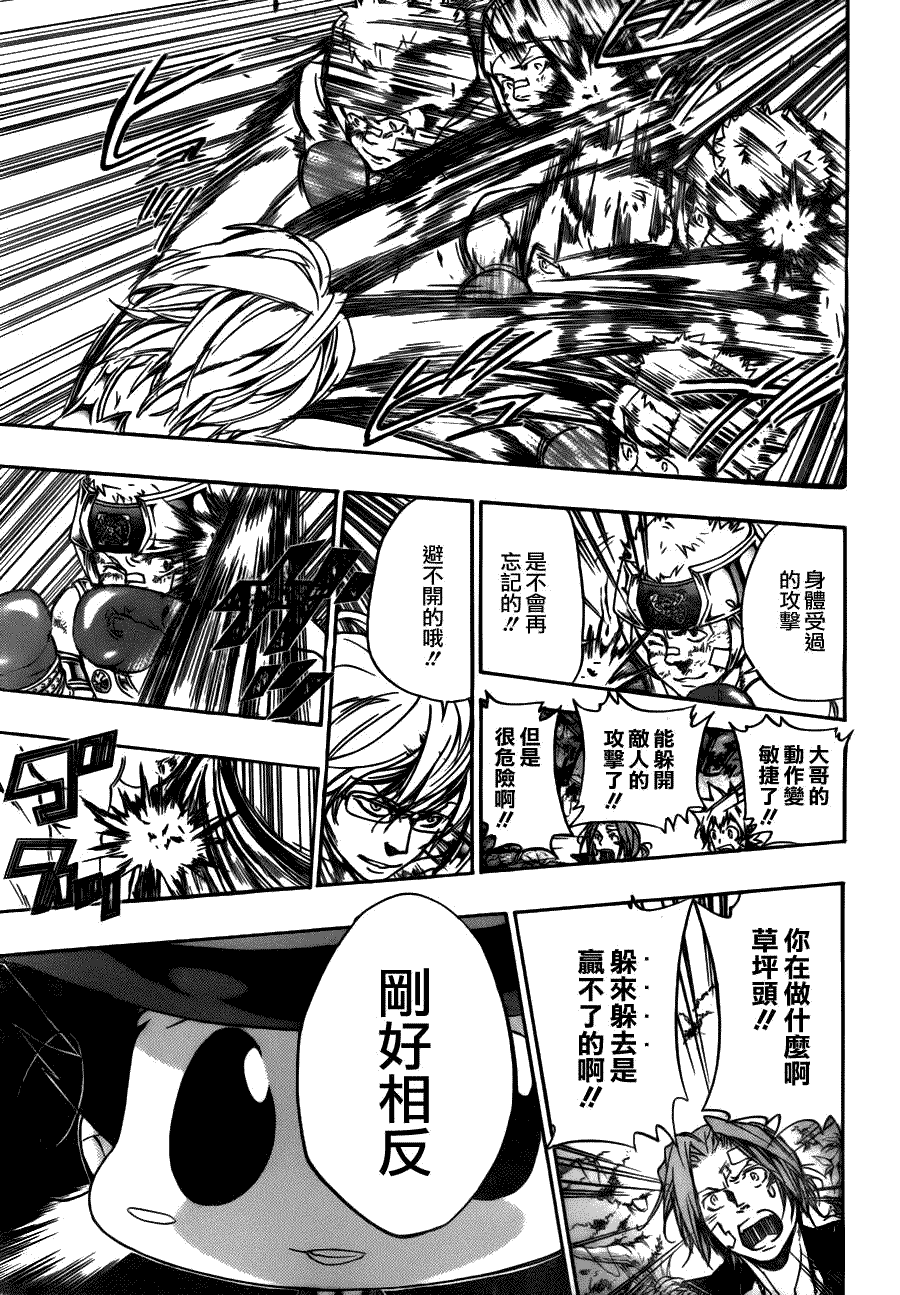 身體受過
的攻擊
是不會再
忘記的!!
避不開的哦!!
大哥的
動作變
敏捷了!!
能躲開
敵人的
攻擊了!!
但是
很危險啊!!
你在做什麼啊
草坪頭!!
躲來躲去是
贏不了的啊!!
剛好相反